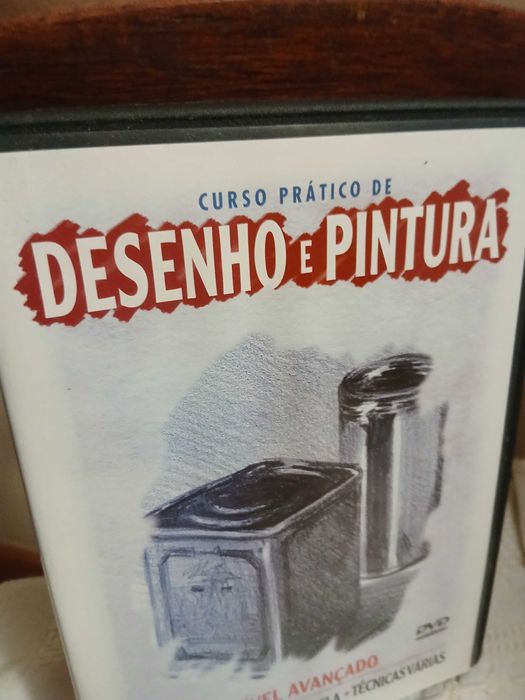 CURSO PRÁTICO DE
DESENHO E PINTURA
DVD
AVANÇADO
- TÉCNICAS VÁRIAS